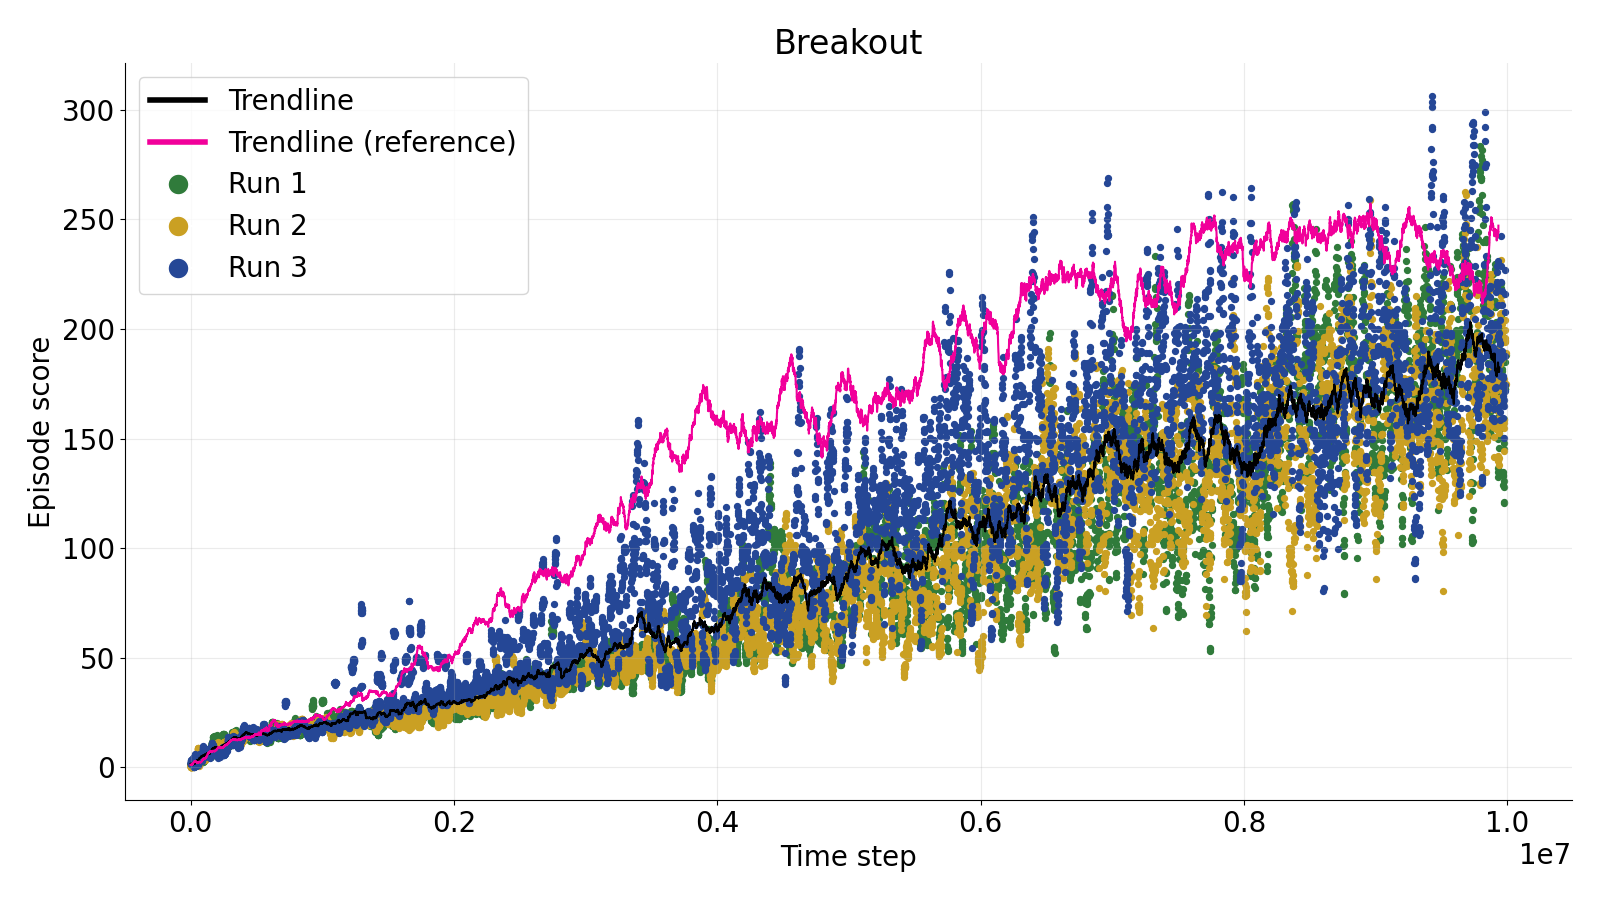 Breakout
Trendline
Trendline (reference)
Run 1
Run 2
Run 3
Episode score
300
250
200
150
100
50
0
0.0 0.2 0.4 0.6 0.8 1.0
1e7
Time step